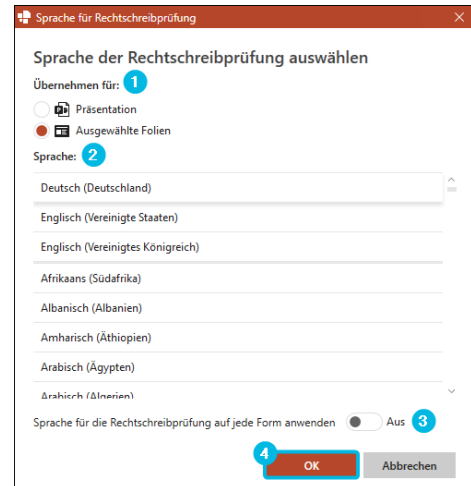 Sprache für Rechtschreibprüfung
Sprache der Rechtschreibprüfung auswählen
Übernehmen für: 1
Präsentation
Ausgewählte Folien
Sprache: 2
Deutsch (Deutschland)
Englisch (Vereinigte Staaten)
Englisch (Vereinigtes Königreich)
Afrikaans (Südafrika)
Albanisch (Albanien)
Amharisch (Äthiopien)
Arabisch (Ägypten)
Arabisch (Algerien)
Sprache für die Rechtschreibprüfung auf jede Form anwenden Aus 3
4
OK Abbrechen